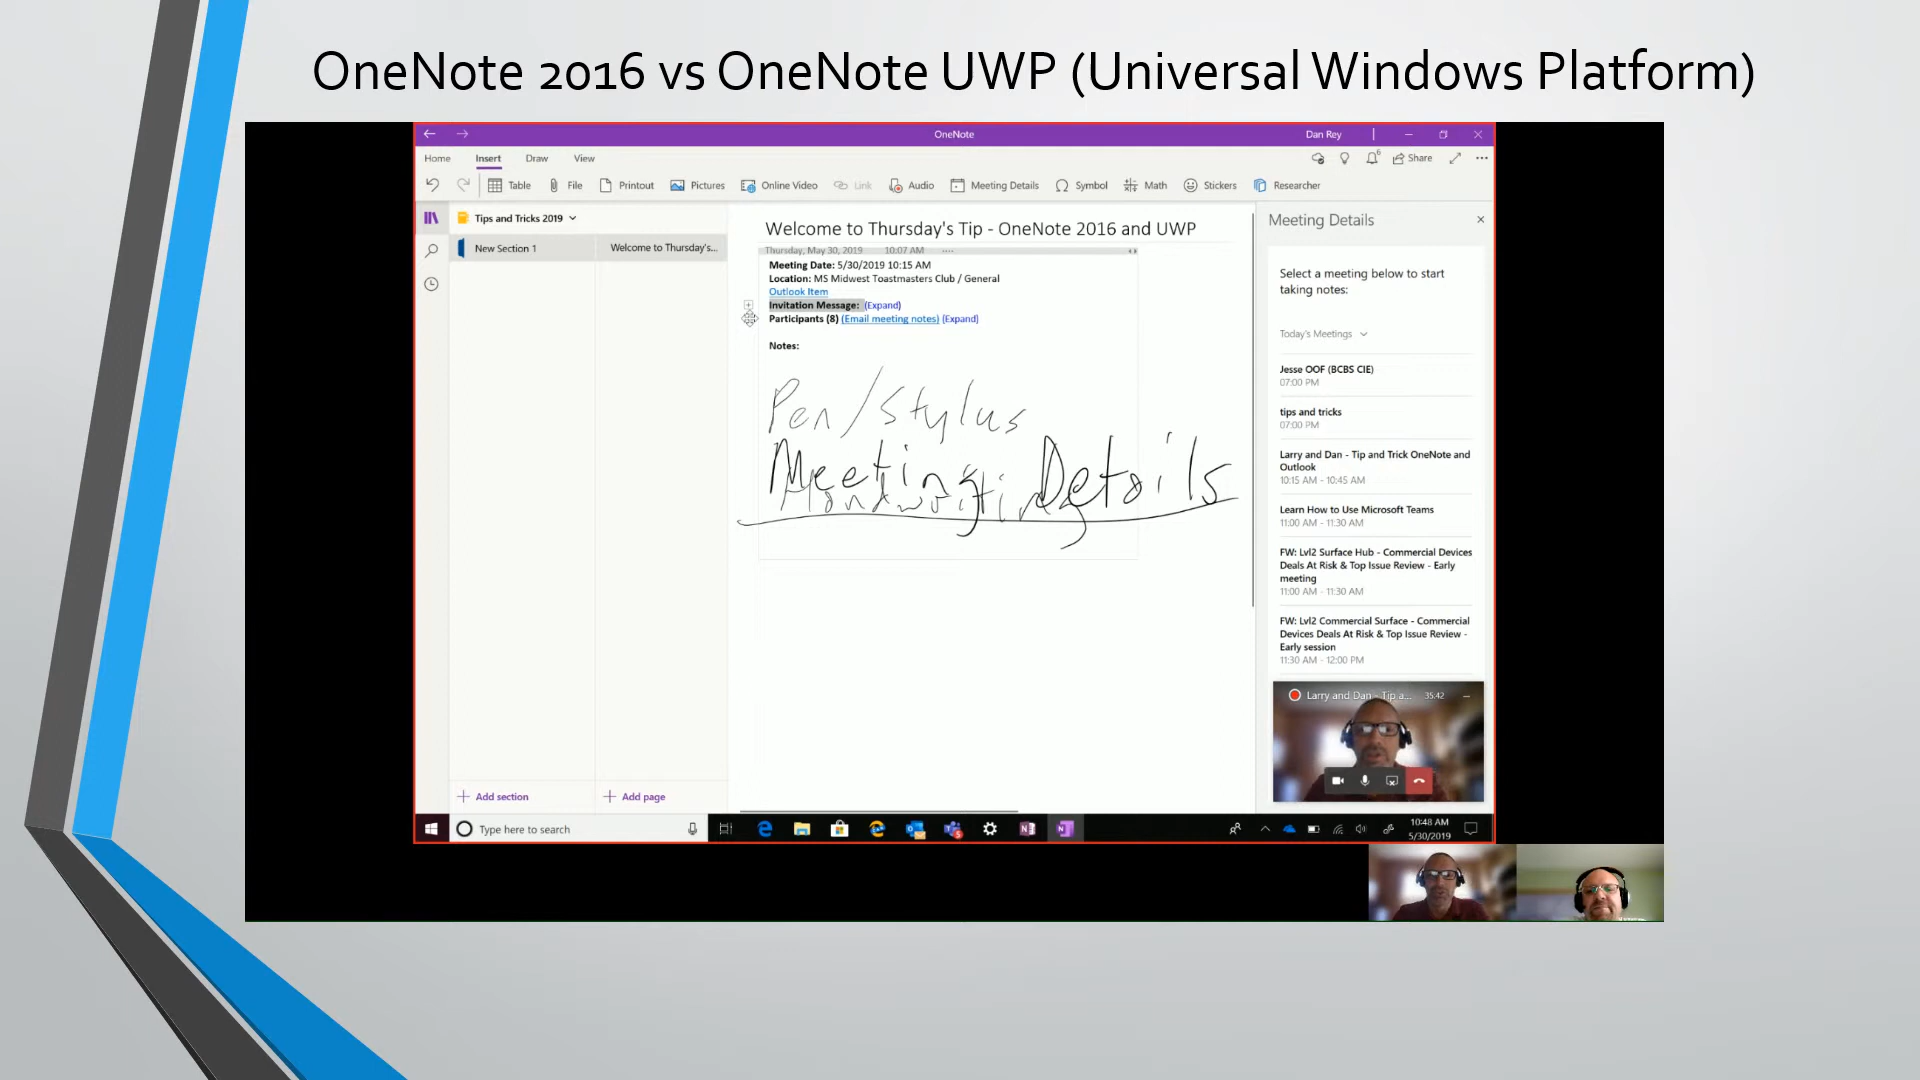 OneNote 2016 vs OneNote UWP (Universal Windows Platform)
OneNote
Dan Rey
Home Insert Draw View
6
Share
Table File Printout Pictures Online Video Link Audio Meeting Details Symbol Math Stickers Researcher
Tips and Tricks 2019
New Section 1
Welcome to Thursday's...
Add section
Add page
Welcome to Thursday's Tip - OneNote 2016 and UWP
Thursday, May 30, 2019 10:07 AM
Meeting Date: 5/30/2019 10:15 AM
Location: MS Midwest Toastmasters Club / General
Outlook Item
Invitation Message: (Expand)
Participants (8) (Email meeting notes) (Expand)
Notes:
Pen/Stylus
Meeting Details
Handwriting
Meeting Details
Select a meeting below to start
taking notes:
Today's Meetings
Jesse OOF (BCBS CIE)
07:00 PM
tips and tricks
07:00 PM
Larry and Dan - Tip and Trick OneNote and
Outlook
10:15 AM - 10:45 AM
Learn How to Use Microsoft Teams
11:00 AM - 11:30 AM
FW: Lvl2 Surface Hub - Commercial Devices
Deals At Risk & Top Issue Review - Early
meeting
11:00 AM - 11:30 AM
FW: Lvl2 Commercial Surface - Commercial
Devices Deals At Risk & Top Issue Review -
Early session
11:30 AM - 12:00 PM
Larry and Dan - Tip a... 35:42
Type here to search
10:48 AM
5/30/2019